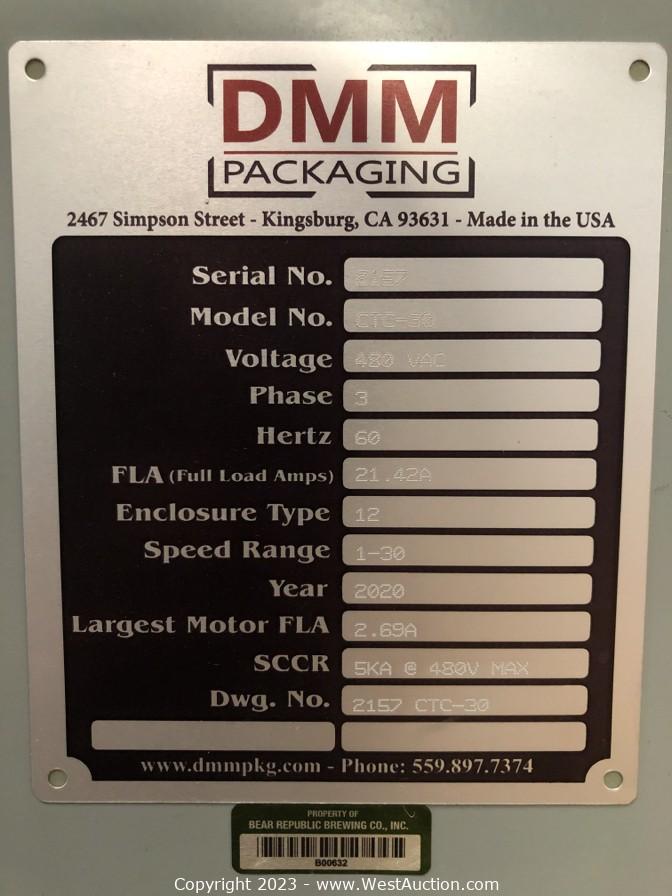 DMM
PACKAGING
2467 Simpson Street - Kingsburg, CA 93631 - Made in the USA
Serial No. 2157
Model No. CTC-30
Voltage 480 VAC
Phase 3
Hertz 60
FLA (Full Load Amps) 21.42A
Enclosure Type 12
Speed Range 1-30
Year 2020
Largest Motor FLA 2.69A
SCCR 5KA @ 480V MAX
Dwg. No. 2157 CTC-30
www.dmmpkg.com - Phone: 559.897.7374
PROPERTY OF
BEAR REPUBLIC BREWING CO., INC.
B00632
Copyright 2023 - www.WestAuction.com